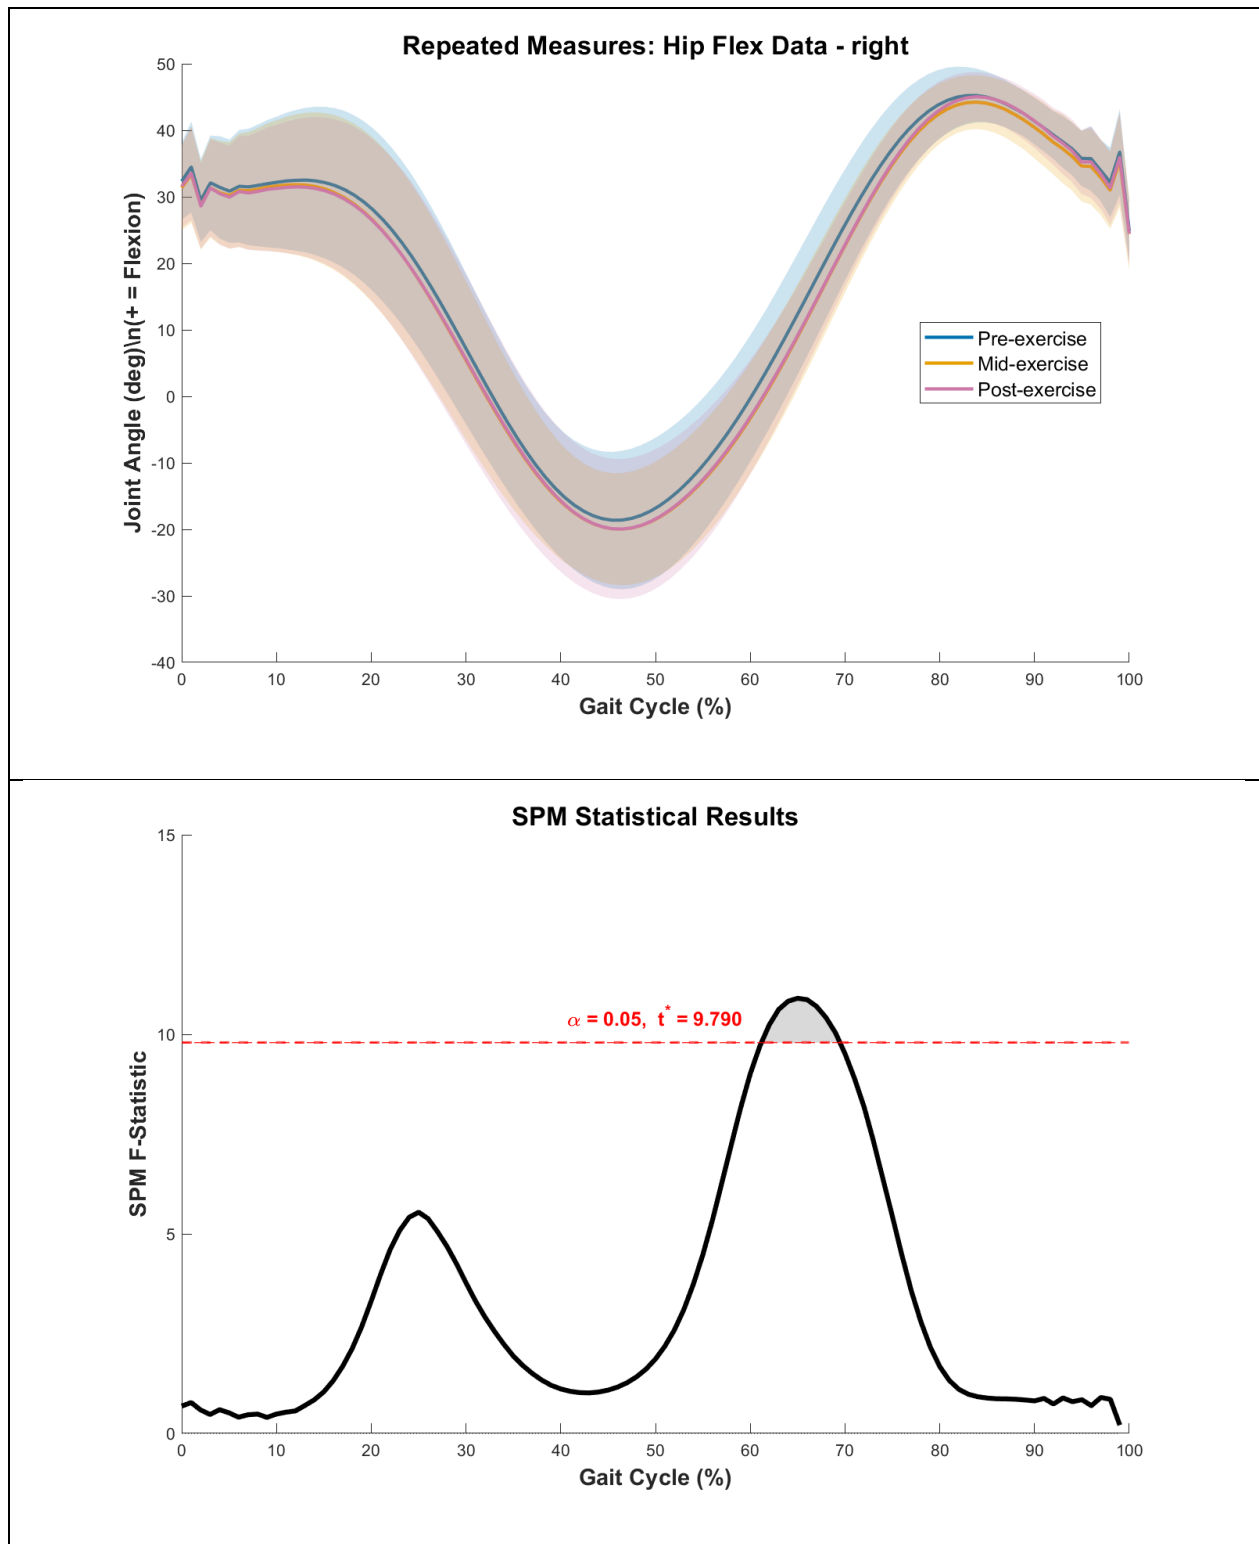 Repeated Measures: Hip Flex Data - right
50
40
30
20
10
0
-10
-20
-30
-40
Joint Angle (deg)\n(+ = Flexion)
Pre-exercise
Mid-exercise
Post-exercise
0 10 20 30 40 50 60 70 80 90 100
Gait Cycle (%)
SPM Statistical Results
15
10
5
0
SPM F-Statistic
α = 0.05, t* = 9.790
0 10 20 30 40 50 60 70 80 90 100
Gait Cycle (%)